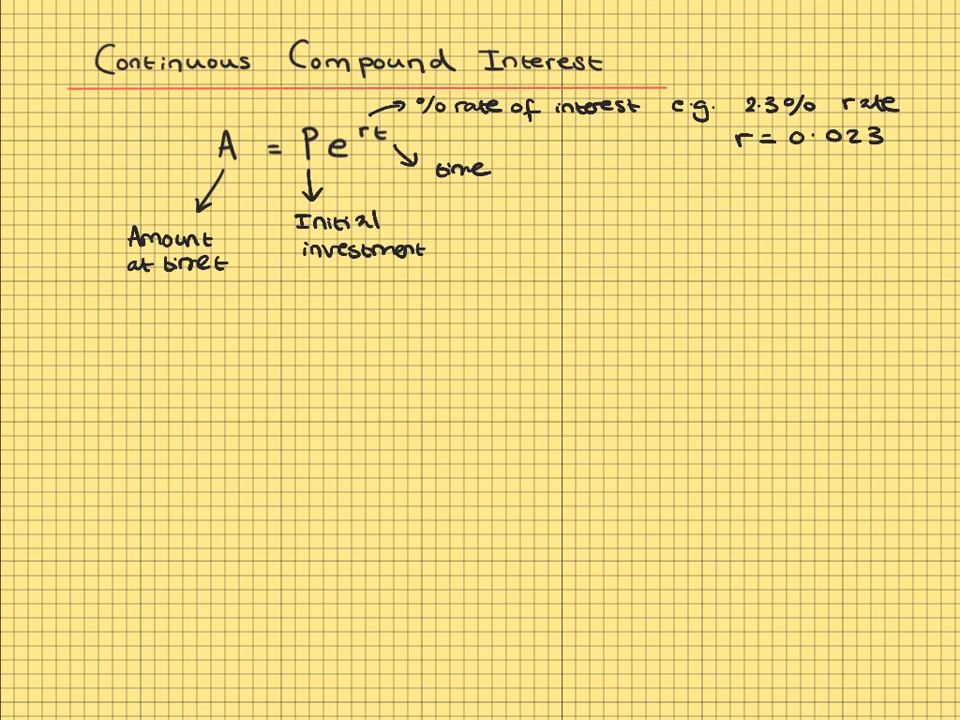 Continuous Compound Interest
% rate of interest e.g. 2.3% rate
r = 0.023
A = Pe^rt
time
Initial
investment
Amount
at time t